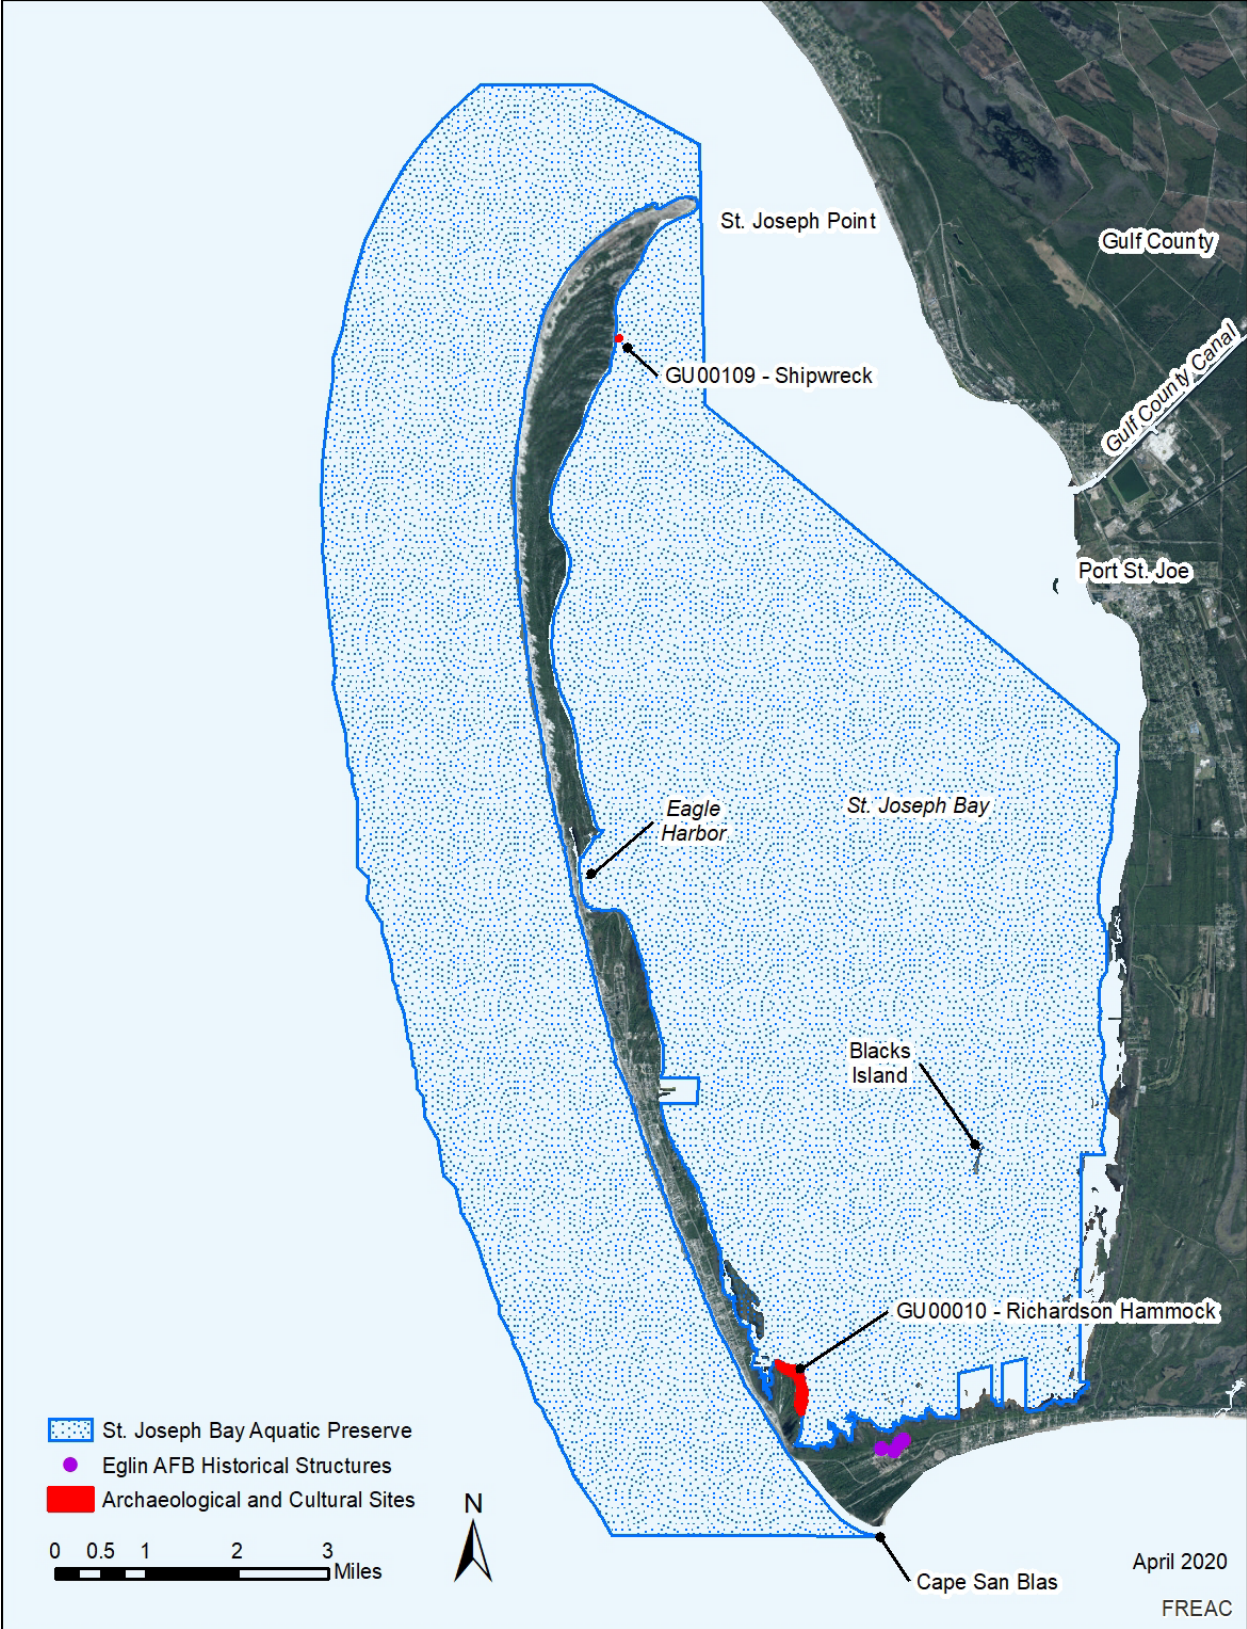 St. Joseph Point
Gulf County
GU00109 - Shipwreck
Gulf County Canal
Port St. Joe
Eagle
Harbor
St. Joseph Bay
Blacks
Island
GU00010 - Richardson Hammock
St. Joseph Bay Aquatic Preserve
Eglin AFB Historical Structures
Archaeological and Cultural Sites
N
0 0.5 1 2 3
Miles
Cape San Blas
April 2020
FREAC